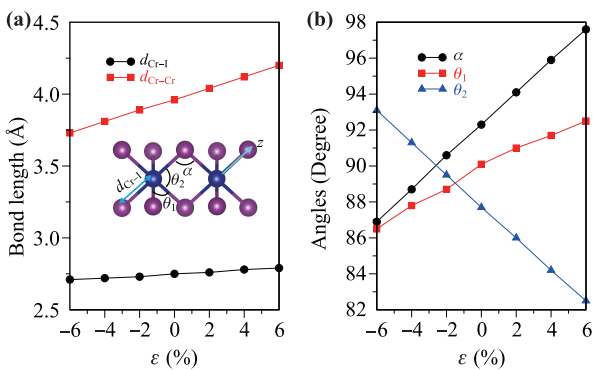 (a)
4.5
4.0
3.5
3.0
2.5
Bond length (Å)
d_Cr–I
d_Cr–Cr
z
α
d_Cr–I
θ₂
θ₁
−6 −4 −2 0 2 4 6
ε (%)
(b)
98
96
94
92
90
88
86
84
82
Angles (Degree)
α
θ₁
θ₂
−6 −4 −2 0 2 4 6
ε (%)